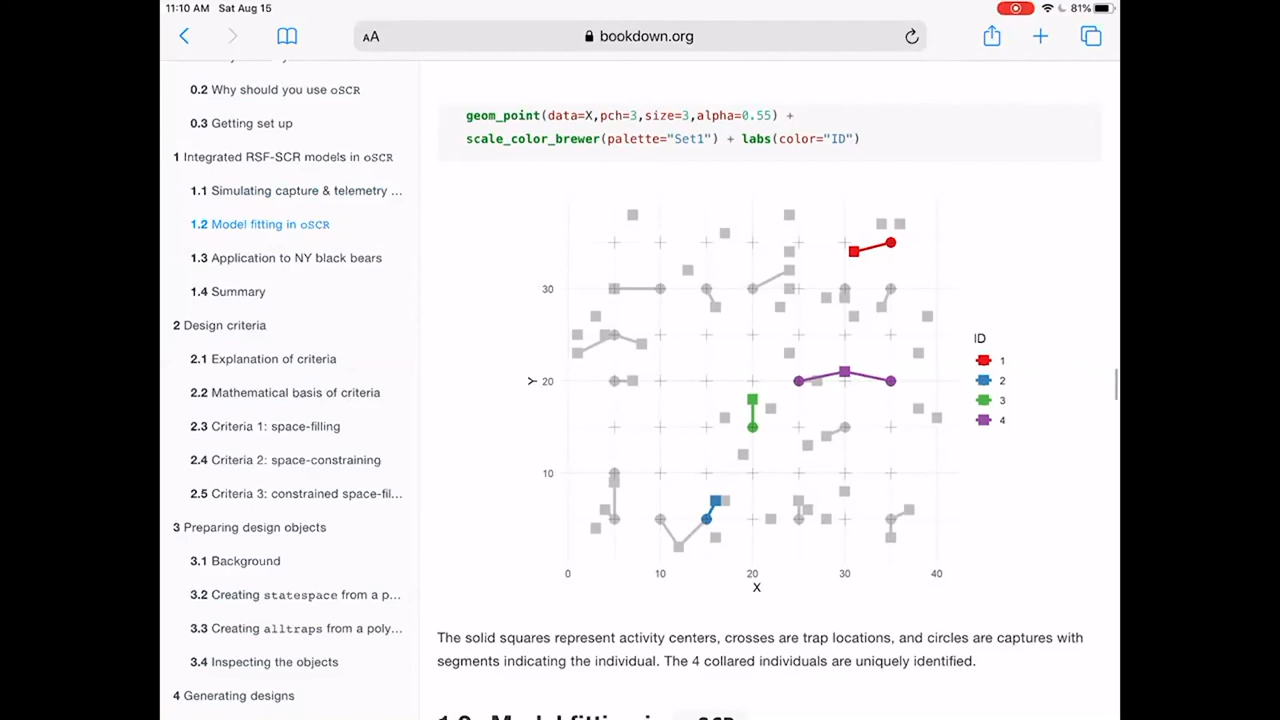 11:10 AM Sat Aug 15
81%
AA
bookdown.org
0.2 Why should you use oSCR
0.3 Getting set up
1 Integrated RSF-SCR models in oSCR
1.1 Simulating capture & telemetry ...
1.2 Model fitting in oSCR
1.3 Application to NY black bears
1.4 Summary
2 Design criteria
2.1 Explanation of criteria
2.2 Mathematical basis of criteria
2.3 Criteria 1: space-filling
2.4 Criteria 2: space-constraining
2.5 Criteria 3: constrained space-fil...
3 Preparing design objects
3.1 Background
3.2 Creating statespace from a p...
3.3 Creating alltraps from a poly...
3.4 Inspecting the objects
4 Generating designs
geom_point(data=X,pch=3,size=3,alpha=0.55) +
scale_color_brewer(palette="Set1") + labs(color="ID")
30
20
10
Y
0
10
20
30
40
X
ID
1
2
3
4
The solid squares represent activity centers, crosses are trap locations, and circles are captures with
segments indicating the individual. The 4 collared individuals are uniquely identified.